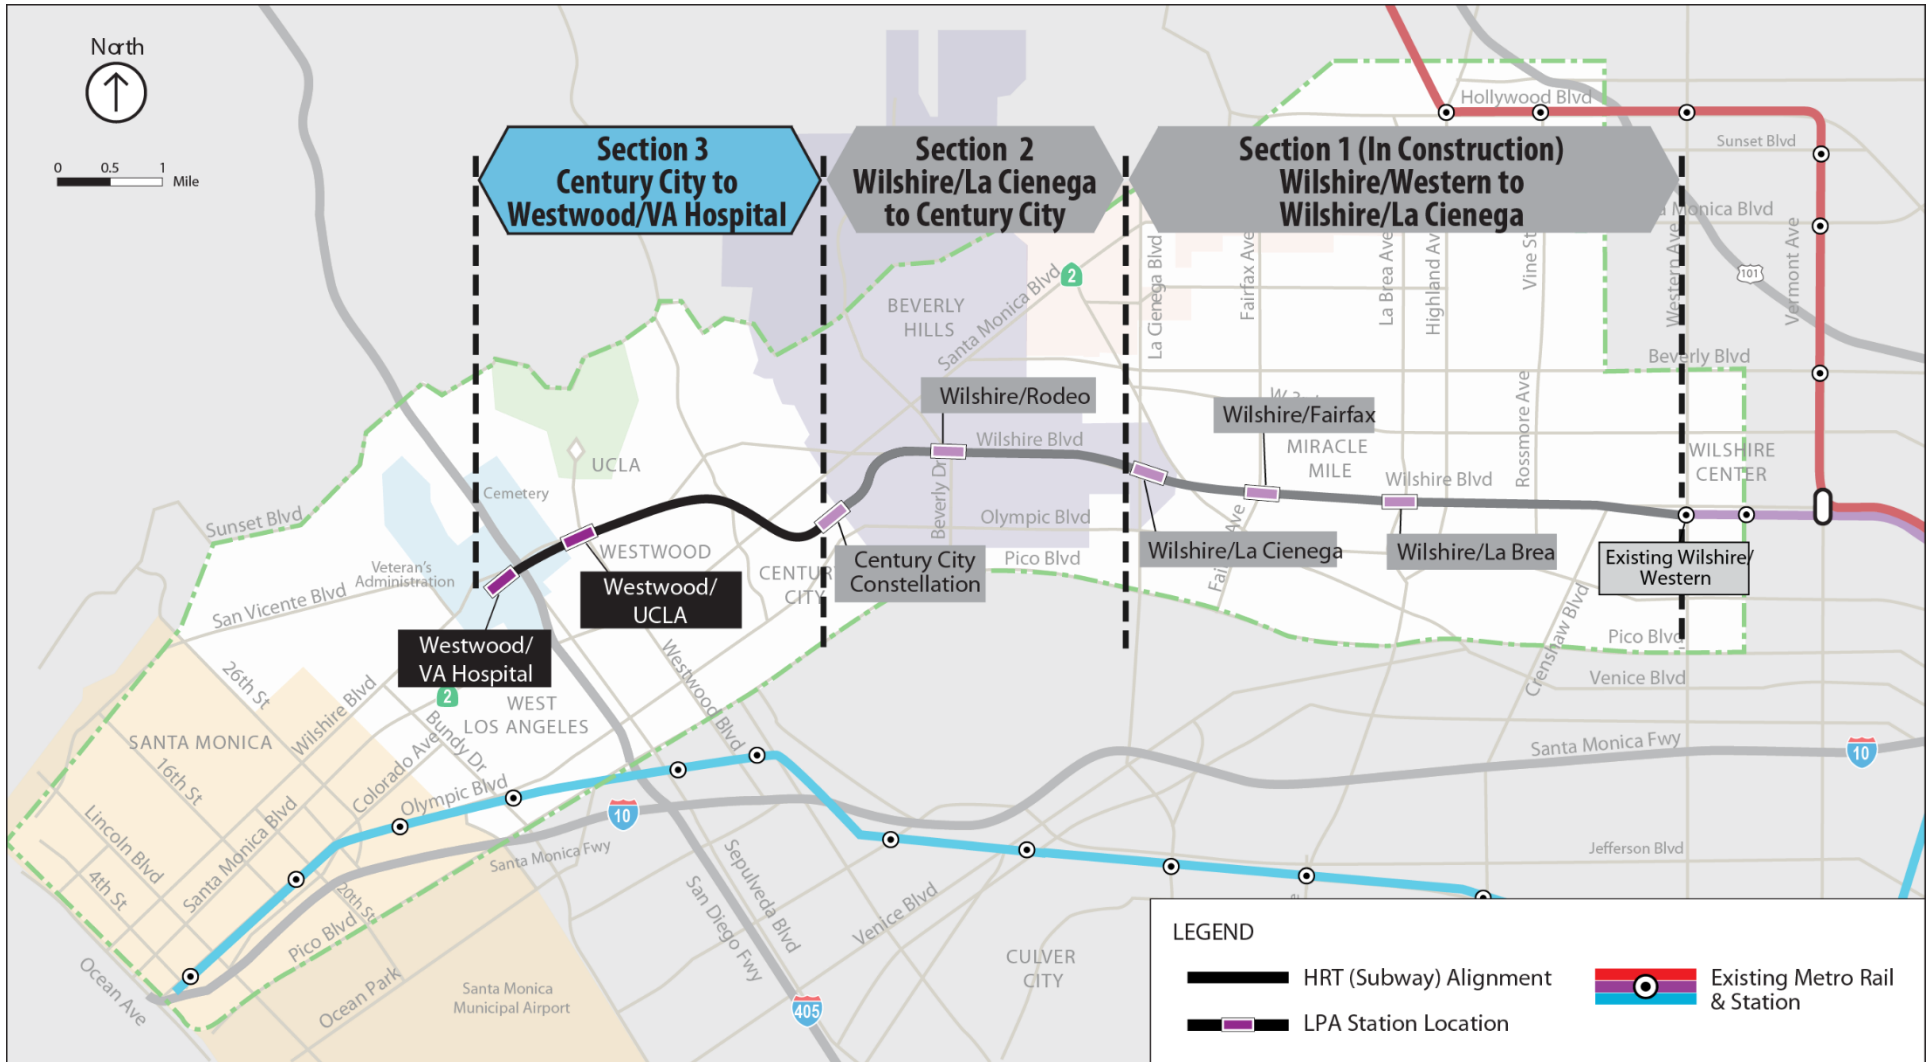 North
0 0.5 1
Mile
Section 3
Century City to
Westwood/VA Hospital
Section 2
Wilshire/La Cienega
to Century City
Section 1 (In Construction)
Wilshire/Western to
Wilshire/La Cienega
Hollywood Blvd
Sunset Blvd
a Monica Blvd
101
2
BEVERLY
HILLS
Santa Monica Blvd
La Cienega Blvd
Fairfax Ave
La Brea Ave
Highland Av
Vine St
Western Ave
Vermont Ave
Beverly Blvd
Rossmore Ave
Wilshire/Rodeo
Wilshire/Fairfax
Wilshire Blvd
MIRACLE
MILE
Wilshire Blvd
WILSHIRE
CENTER
UCLA
Cemetery
Sunset Blvd
Beverly Dr
Olympic Blvd
Pico Blvd
WESTWOOD
CENTUR
CITY
Century City
Constellation
Wilshire/La Cienega
Fai
Ave
Wilshire/La Brea
Existing Wilshire/
Western
Veteran's
Administration
San Vicente Blvd
Westwood/
UCLA
Westwood/
VA Hospital
2
WEST
LOS ANGELES
Westwood Blvd
Crenshaw Blvd
Pico Blvd
Venice Blvd
26th St
SANTA MONICA
Wilshire Blvd
16th St
Colorado Ave
Bundy Dr
Olympic Blvd
Lincoln Blvd
Santa Monica Blvd
4th St
20th St
Pico Blvd
Ocean Ave
Ocean Park
Santa Monica Fwy
10
Santa Monica Fwy
10
Sepulveda Blvd
San Diego Fwy
Venice Blvd
Jefferson Blvd
CULVER
CITY
Santa Monica
Municipal Airport
405
LEGEND
HRT (Subway) Alignment
LPA Station Location
Existing Metro Rail
& Station